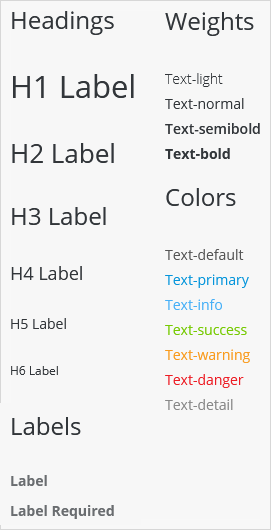 Headings
H1 Label
H2 Label
H3 Label
H4 Label
H5 Label
H6 Label
Labels
Label
Label Required
Weights
Text-light
Text-normal
Text-semibold
Text-bold
Colors
Text-default
Text-primary
Text-info
Text-success
Text-warning
Text-danger
Text-detail